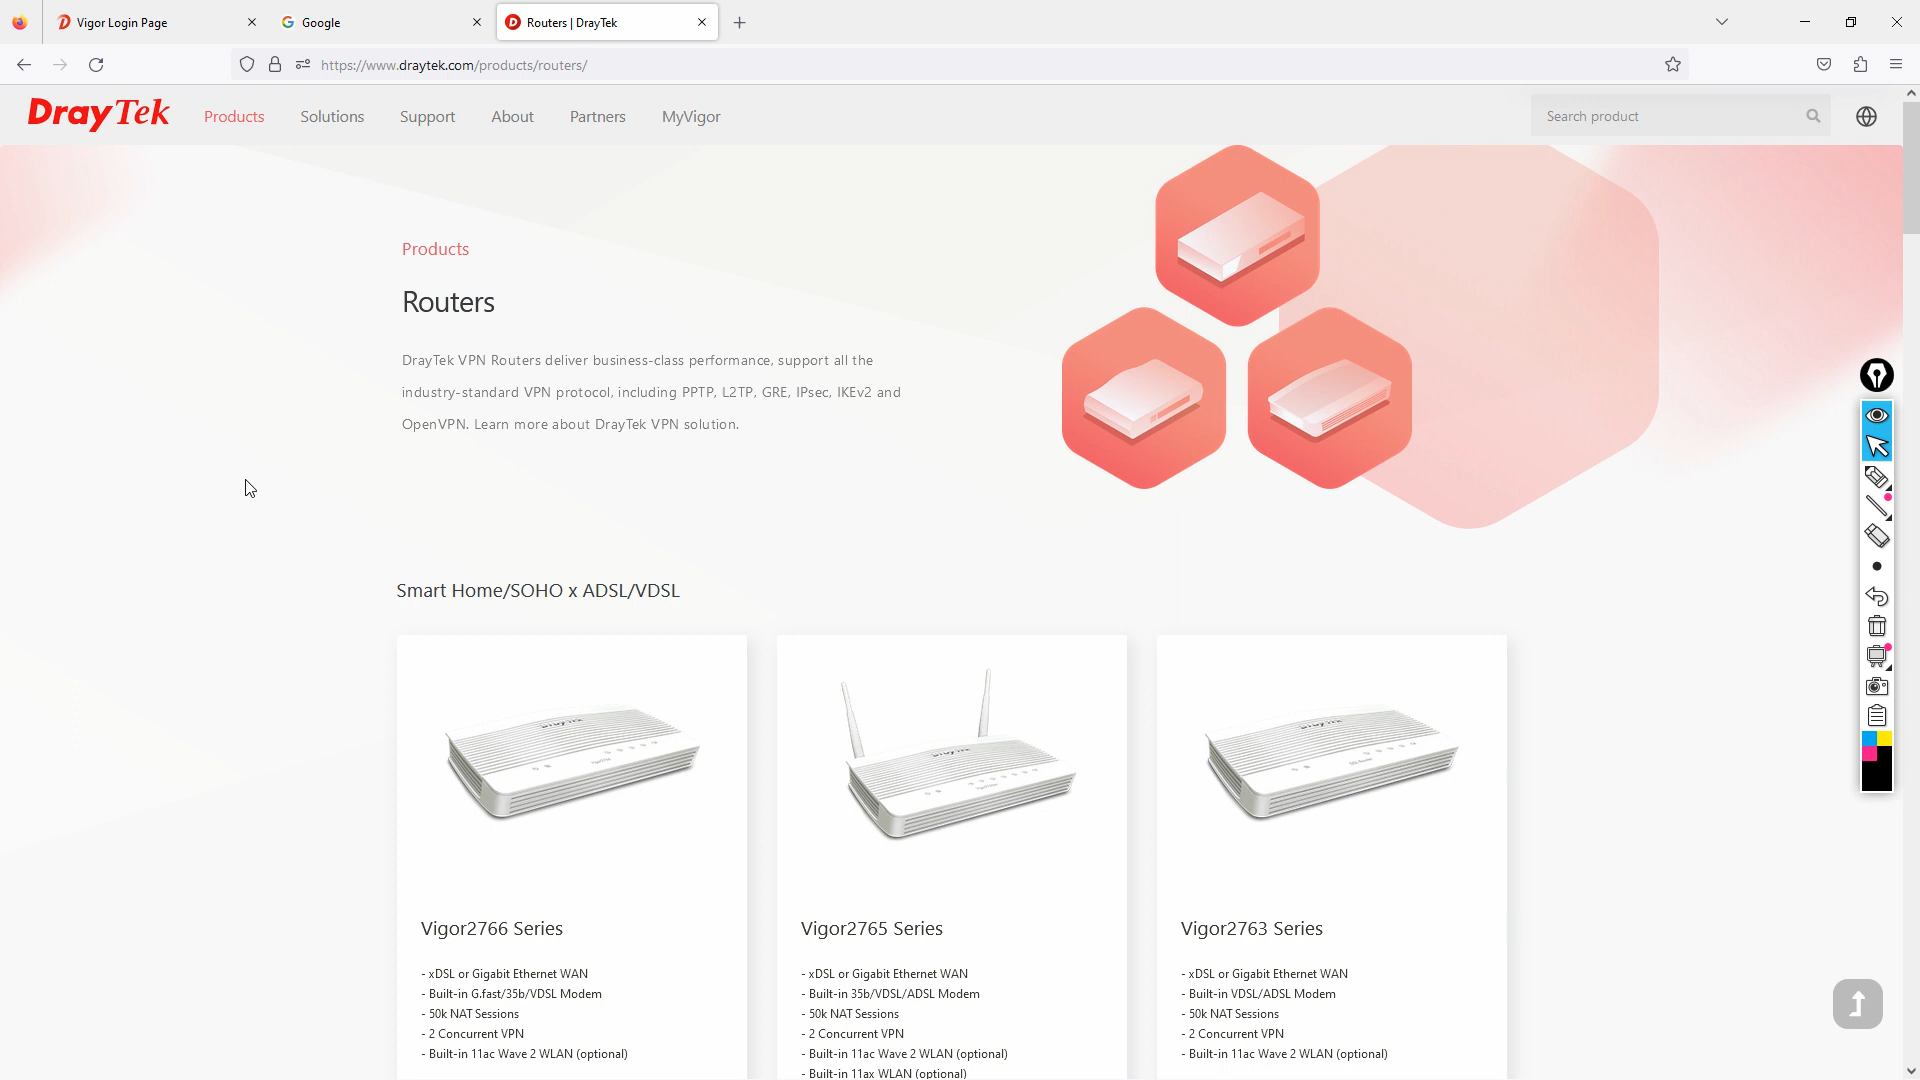 Vigor Login Page
Google
Routers | DrayTek
https://www.draytek.com/products/routers/
DrayTek
Products
Solutions
Support
About
Partners
MyVigor
Search product
Products
Routers
DrayTek VPN Routers deliver business-class performance, support all the
industry-standard VPN protocol, including PPTP, L2TP, GRE, IPsec, IKEv2 and
OpenVPN. Learn more about DrayTek VPN solution.
Smart Home/SOHO x ADSL/VDSL
Vigor2766 Series
- xDSL or Gigabit Ethernet WAN
- Built-in G.fast/35b/VDSL Modem
- 50k NAT Sessions
- 2 Concurrent VPN
- Built-in 11ac Wave 2 WLAN (optional)
Vigor2765 Series
- xDSL or Gigabit Ethernet WAN
- Built-in 35b/VDSL/ADSL Modem
- 50k NAT Sessions
- 2 Concurrent VPN
- Built-in 11ac Wave 2 WLAN (optional)
- Built-in 11ax WLAN (optional)
Vigor2763 Series
- xDSL or Gigabit Ethernet WAN
- Built-in VDSL/ADSL Modem
- 50k NAT Sessions
- 2 Concurrent VPN
- Built-in 11ac Wave 2 WLAN (optional)